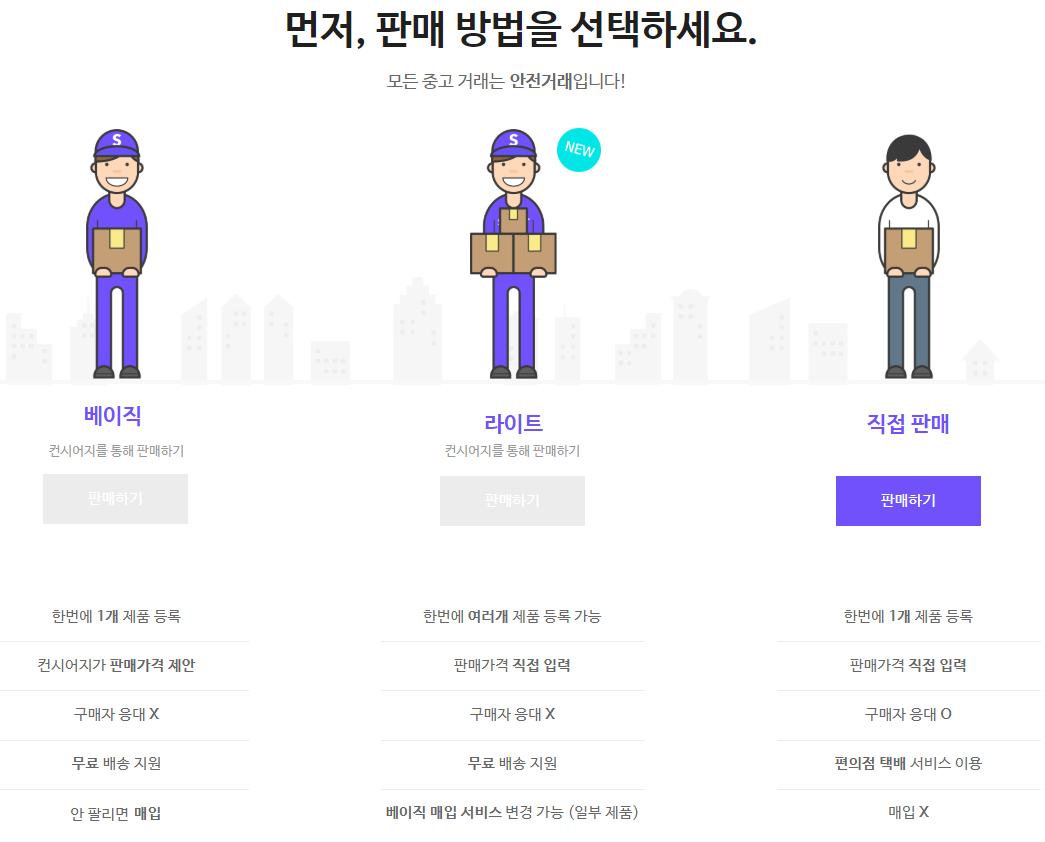 먼저, 판매 방법을 선택하세요.
모든 중고 거래는 안전거래입니다!
S
S
NEW
베이직
컨시어지를 통해 판매하기
판매하기
라이트
컨시어지를 통해 판매하기
판매하기
직접 판매
판매하기
한번에 1개 제품 등록
한번에 여러개 제품 등록 가능
한번에 1개 제품 등록
컨시어지가 판매가격 제안
판매가격 직접 입력
판매가격 직접 입력
구매자 응대 X
구매자 응대 X
구매자 응대 O
무료 배송 지원
무료 배송 지원
편의점 택배 서비스 이용
안 팔리면 매입
베이직 매입 서비스 변경 가능 (일부 제품)
매입 X